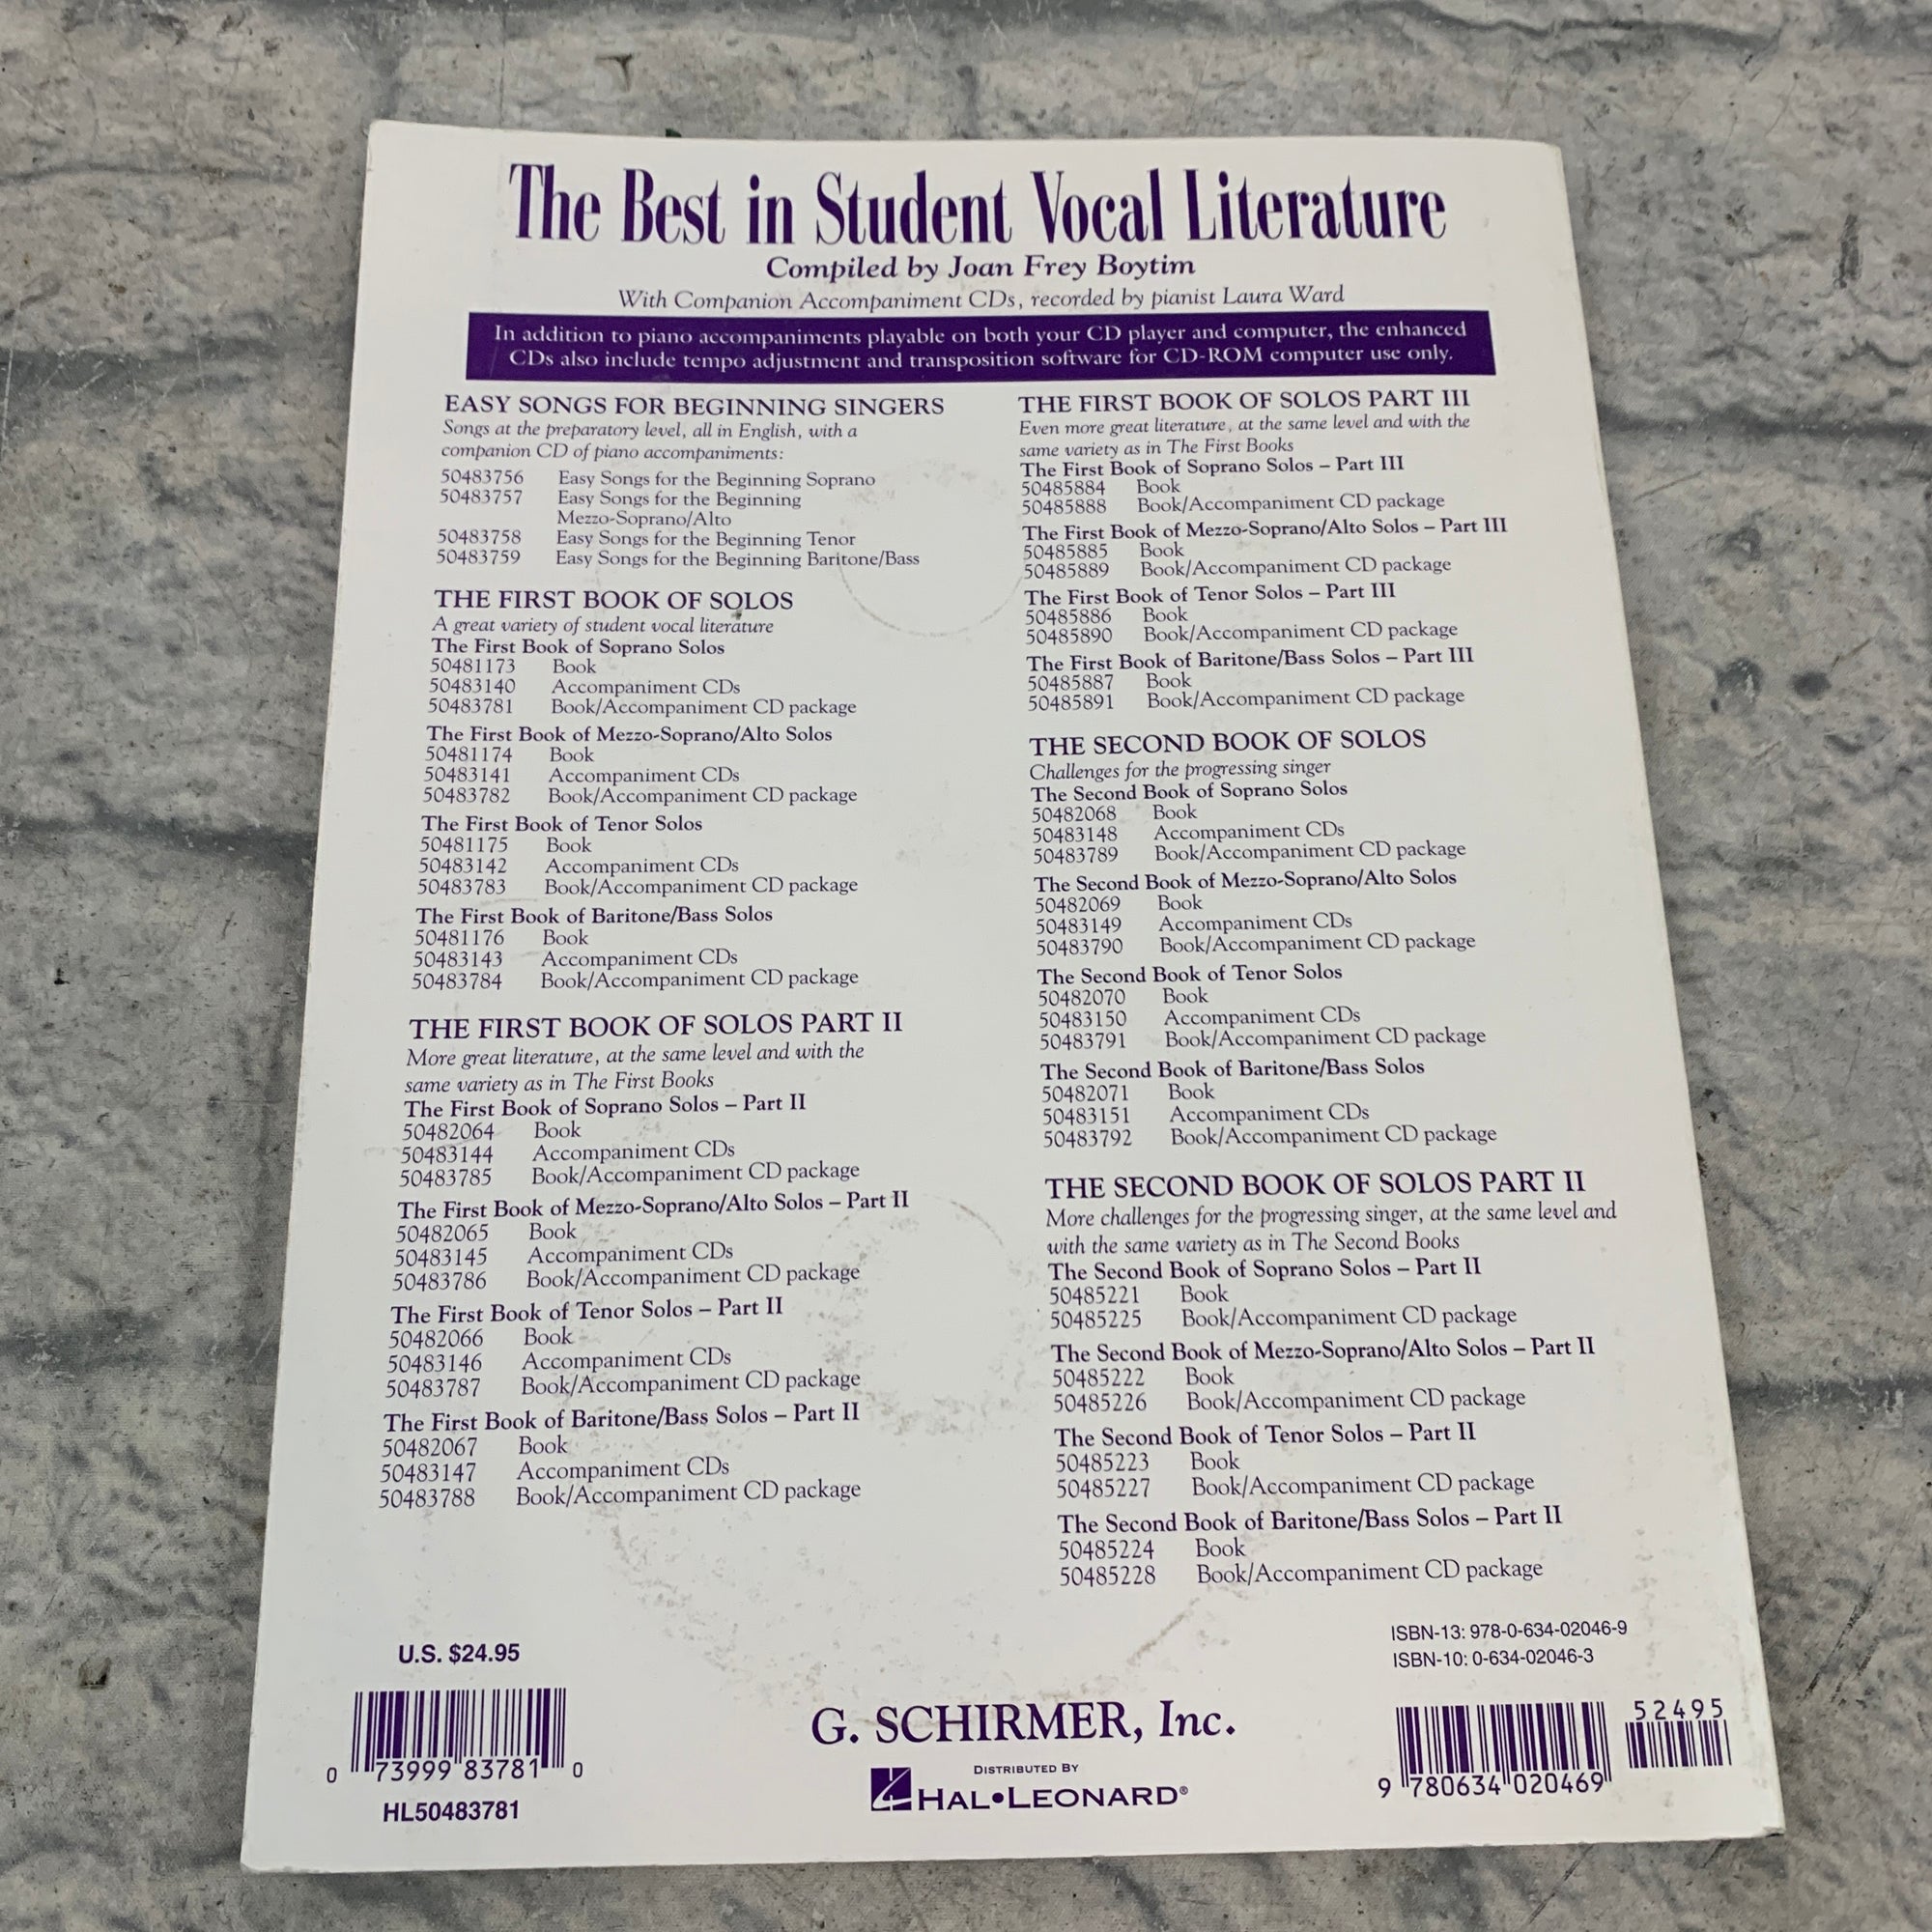 The Best in Student Vocal Literature
Compiled by Joan Frey Boytim
With Companion Accompaniment CDs, recorded by pianist Laura Ward
In addition to piano accompaniments playable on both your CD player and computer, the enhanced
CDs also include tempo adjustment and transposition software for CD-ROM computer use only.
EASY SONGS FOR BEGINNING SINGERS
Songs at the preparatory level, all in English, with a
companion CD of piano accompaniments:
50483756 Easy Songs for the Beginning Soprano
50483757 Easy Songs for the Beginning
Mezzo-Soprano/Alto
50483758 Easy Songs for the Beginning Tenor
50483759 Easy Songs for the Beginning Baritone/Bass
THE FIRST BOOK OF SOLOS
A great variety of student vocal literature
The First Book of Soprano Solos
50481173 Book
50483140 Accompaniment CDs
50483781 Book/Accompaniment CD package
The First Book of Mezzo-Soprano/Alto Solos
50481174 Book
50483141 Accompaniment CDs
50483782 Book/Accompaniment CD package
The First Book of Tenor Solos
50481175 Book
50483142 Accompaniment CDs
50483783 Book/Accompaniment CD package
The First Book of Baritone/Bass Solos
50481176 Book
50483143 Accompaniment CDs
50483784 Book/Accompaniment CD package
THE FIRST BOOK OF SOLOS PART II
More great literature, at the same level and with the
same variety as in The First Books
The First Book of Soprano Solos – Part II
50482064 Book
50483144 Accompaniment CDs
50483785 Book/Accompaniment CD package
The First Book of Mezzo-Soprano/Alto Solos – Part II
50482065 Book
50483145 Accompaniment CDs
50483786 Book/Accompaniment CD package
The First Book of Tenor Solos – Part II
50482066 Book
50483146 Accompaniment CDs
50483787 Book/Accompaniment CD package
The First Book of Baritone/Bass Solos – Part II
50482067 Book
50483147 Accompaniment CDs
50483788 Book/Accompaniment CD package
THE FIRST BOOK OF SOLOS PART III
Even more great literature, at the same level and with the
same variety as in The First Books
The First Book of Soprano Solos – Part III
50485884 Book
50485888 Book/Accompaniment CD package
The First Book of Mezzo-Soprano/Alto Solos – Part III
50485885 Book
50485889 Book/Accompaniment CD package
The First Book of Tenor Solos – Part III
50485886 Book
50485890 Book/Accompaniment CD package
The First Book of Baritone/Bass Solos – Part III
50485887 Book
50485891 Book/Accompaniment CD package
THE SECOND BOOK OF SOLOS
Challenges for the progressing singer
The Second Book of Soprano Solos
50482068 Book
50483148 Accompaniment CDs
50483789 Book/Accompaniment CD package
The Second Book of Mezzo-Soprano/Alto Solos
50482069 Book
50483149 Accompaniment CDs
50483790 Book/Accompaniment CD package
The Second Book of Tenor Solos
50482070 Book
50483150 Accompaniment CDs
50483791 Book/Accompaniment CD package
The Second Book of Baritone/Bass Solos
50482071 Book
50483151 Accompaniment CDs
50483792 Book/Accompaniment CD package
THE SECOND BOOK OF SOLOS PART II
More challenges for the progressing singer, at the same level and
with the same variety as in The Second Books
The Second Book of Soprano Solos – Part II
50485221 Book
50485225 Book/Accompaniment CD package
The Second Book of Mezzo-Soprano/Alto Solos – Part II
50485222 Book
50485226 Book/Accompaniment CD package
The Second Book of Tenor Solos – Part II
50485223 Book
50485227 Book/Accompaniment CD package
The Second Book of Baritone/Bass Solos – Part II
50485224 Book
50485228 Book/Accompaniment CD package
U.S. $24.95
0 73999 83781 0
HL50483781
G. SCHIRMER, Inc.
DISTRIBUTED BY
HAL•LEONARD®
ISBN-13: 978-0-634-02046-9
ISBN-10: 0-634-02046-3
52495
9 780634 020469